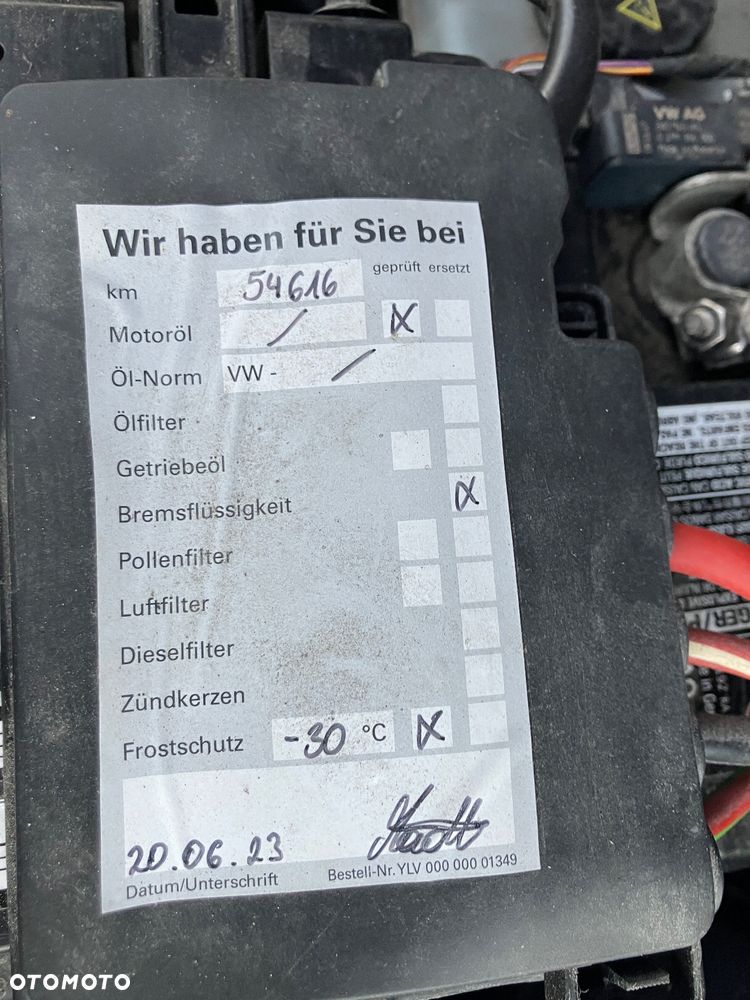 VW AG
Wir haben für Sie bei
geprüft ersetzt
km 54616
Motoröl / X
Öl-Norm VW - /
Ölfilter
Getriebeöl
Bremsflüssigkeit X
Pollenfilter
Luftfilter
Dieselfilter
Zündkerzen
Frostschutz -30 °C X
20.06.23
Datum/Unterschrift Bestell-Nr. YLV 000 000 01349
OTOMOTO